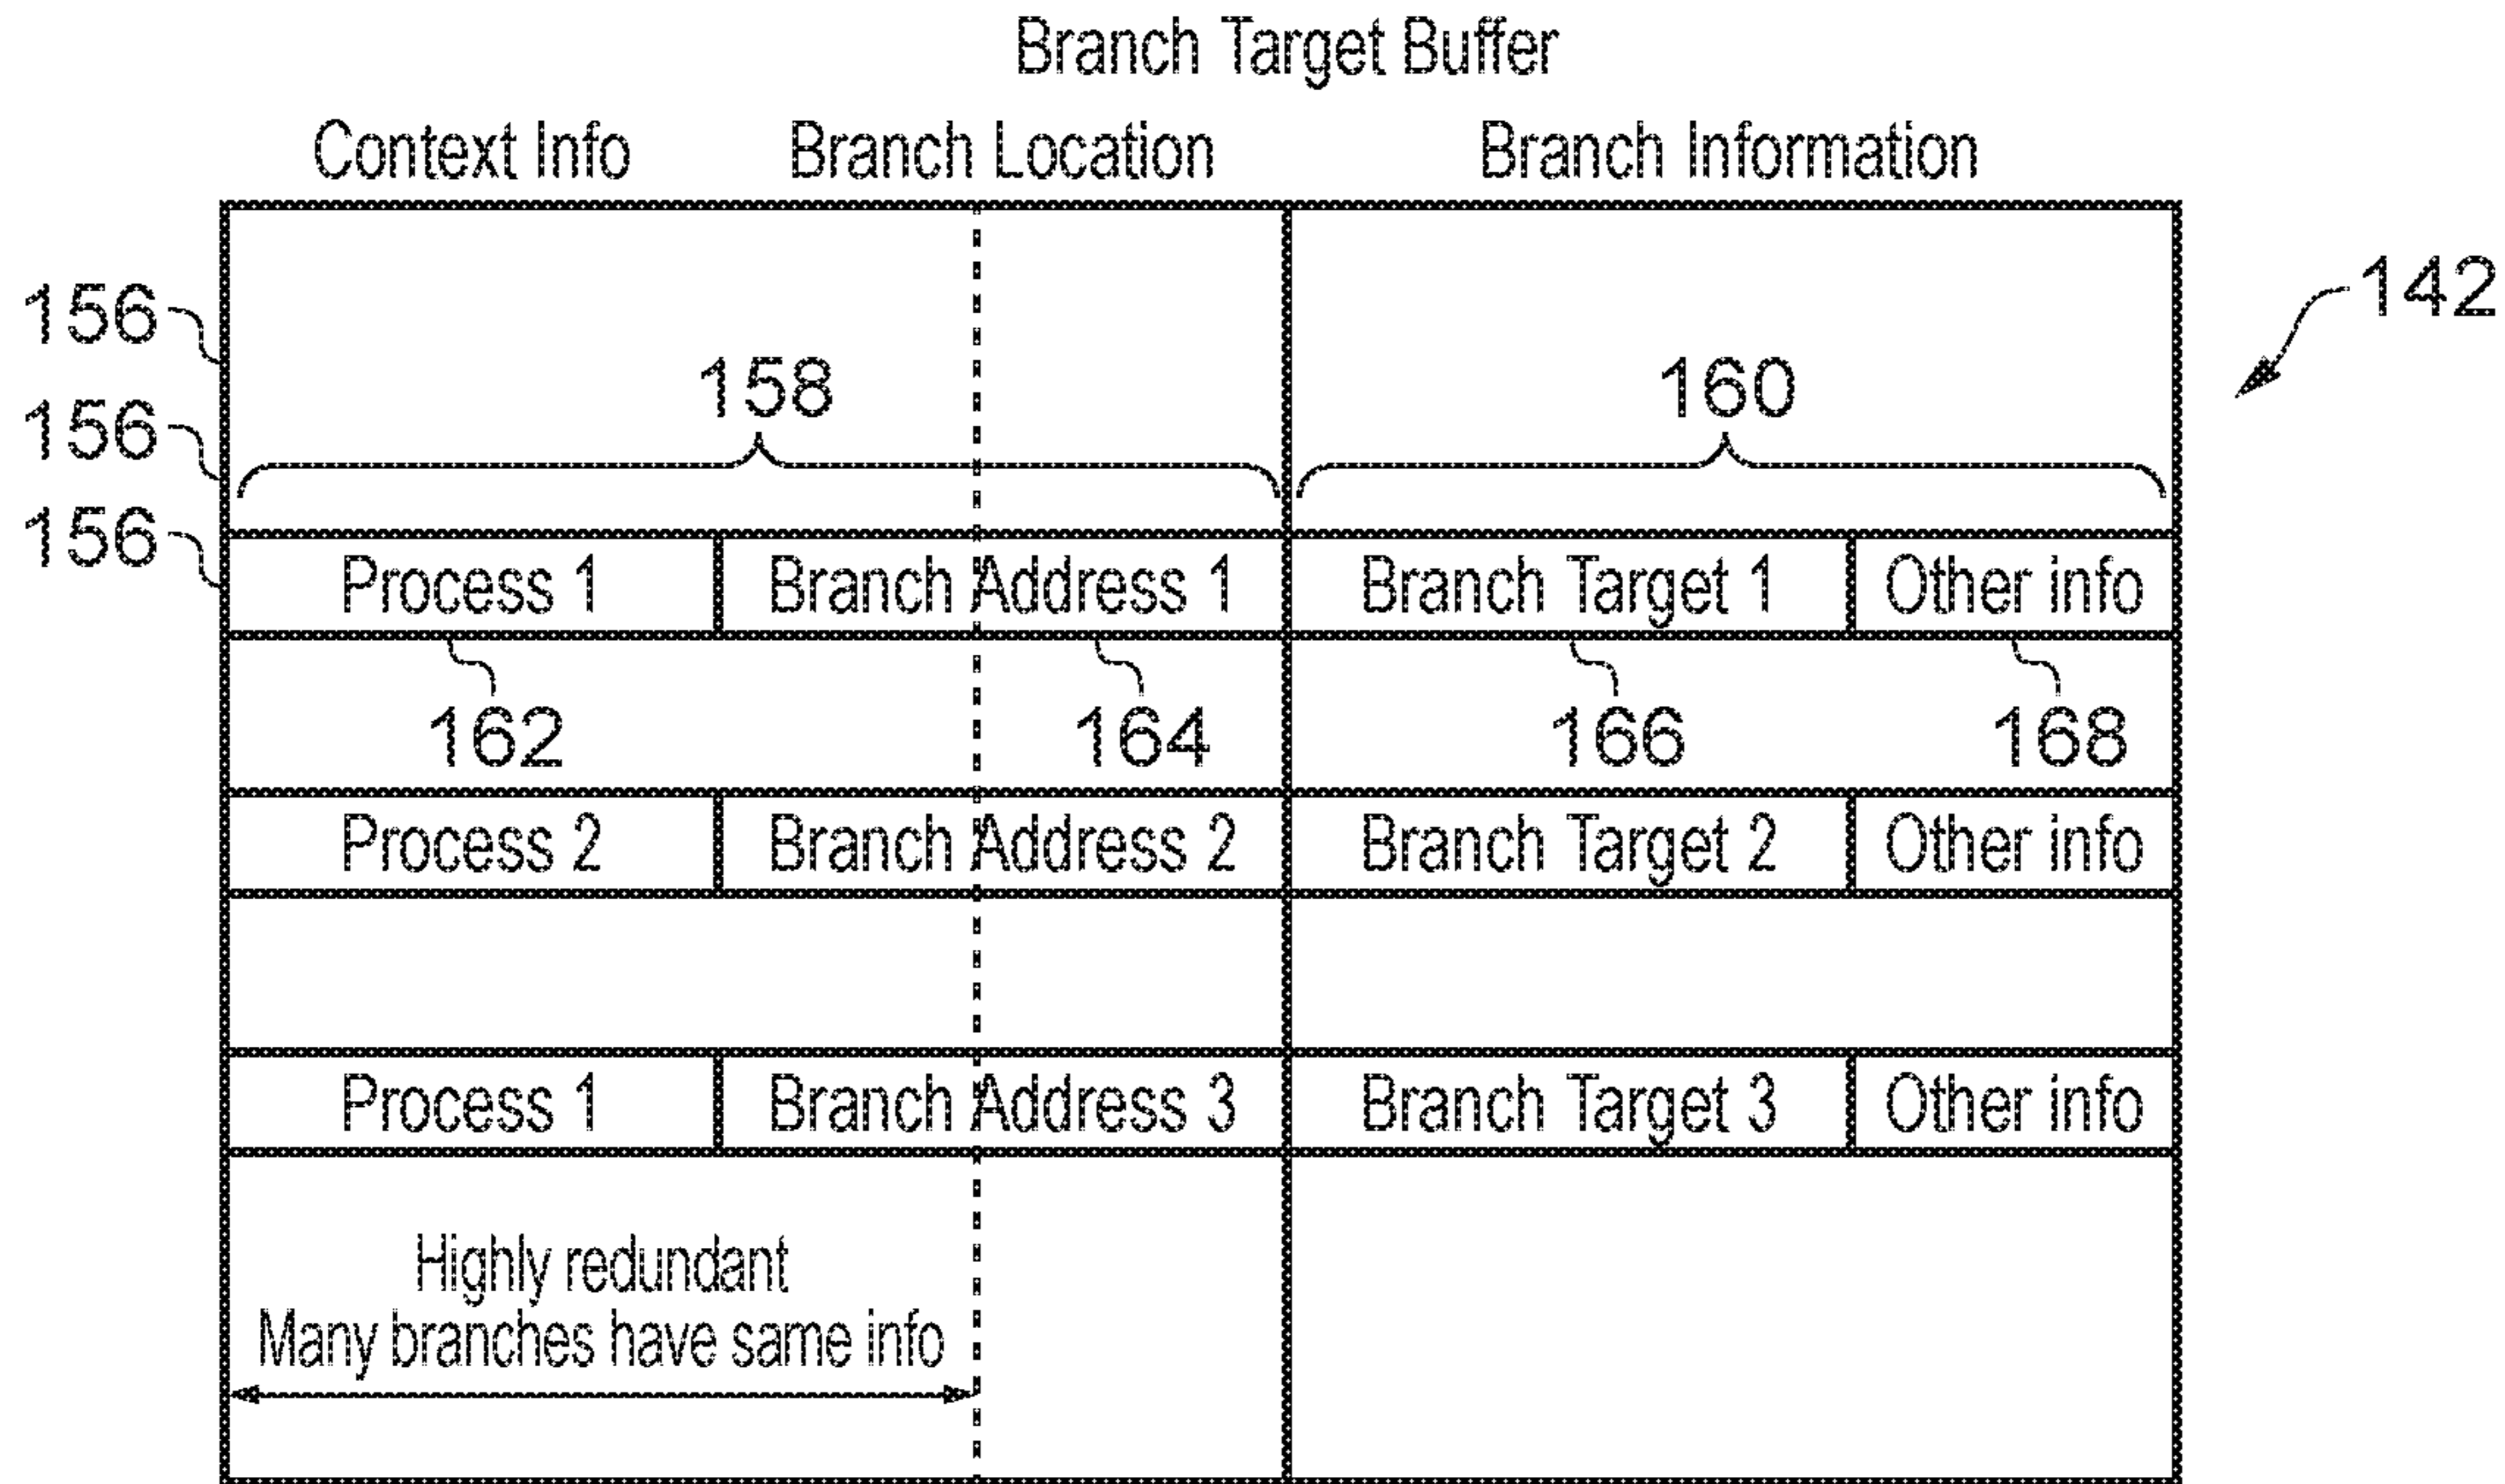 Branch Target Buffer
Context Info Branch Location Branch Information
156 142
158 160
156
156
Process 1 Branch Address 1 Branch Target 1 Other info
162 164 166 168
Process 2 Branch Address 2 Branch Target 2 Other info
Process 1 Branch Address 3 Branch Target 3 Other info
Highly redundant
Many branches have same info